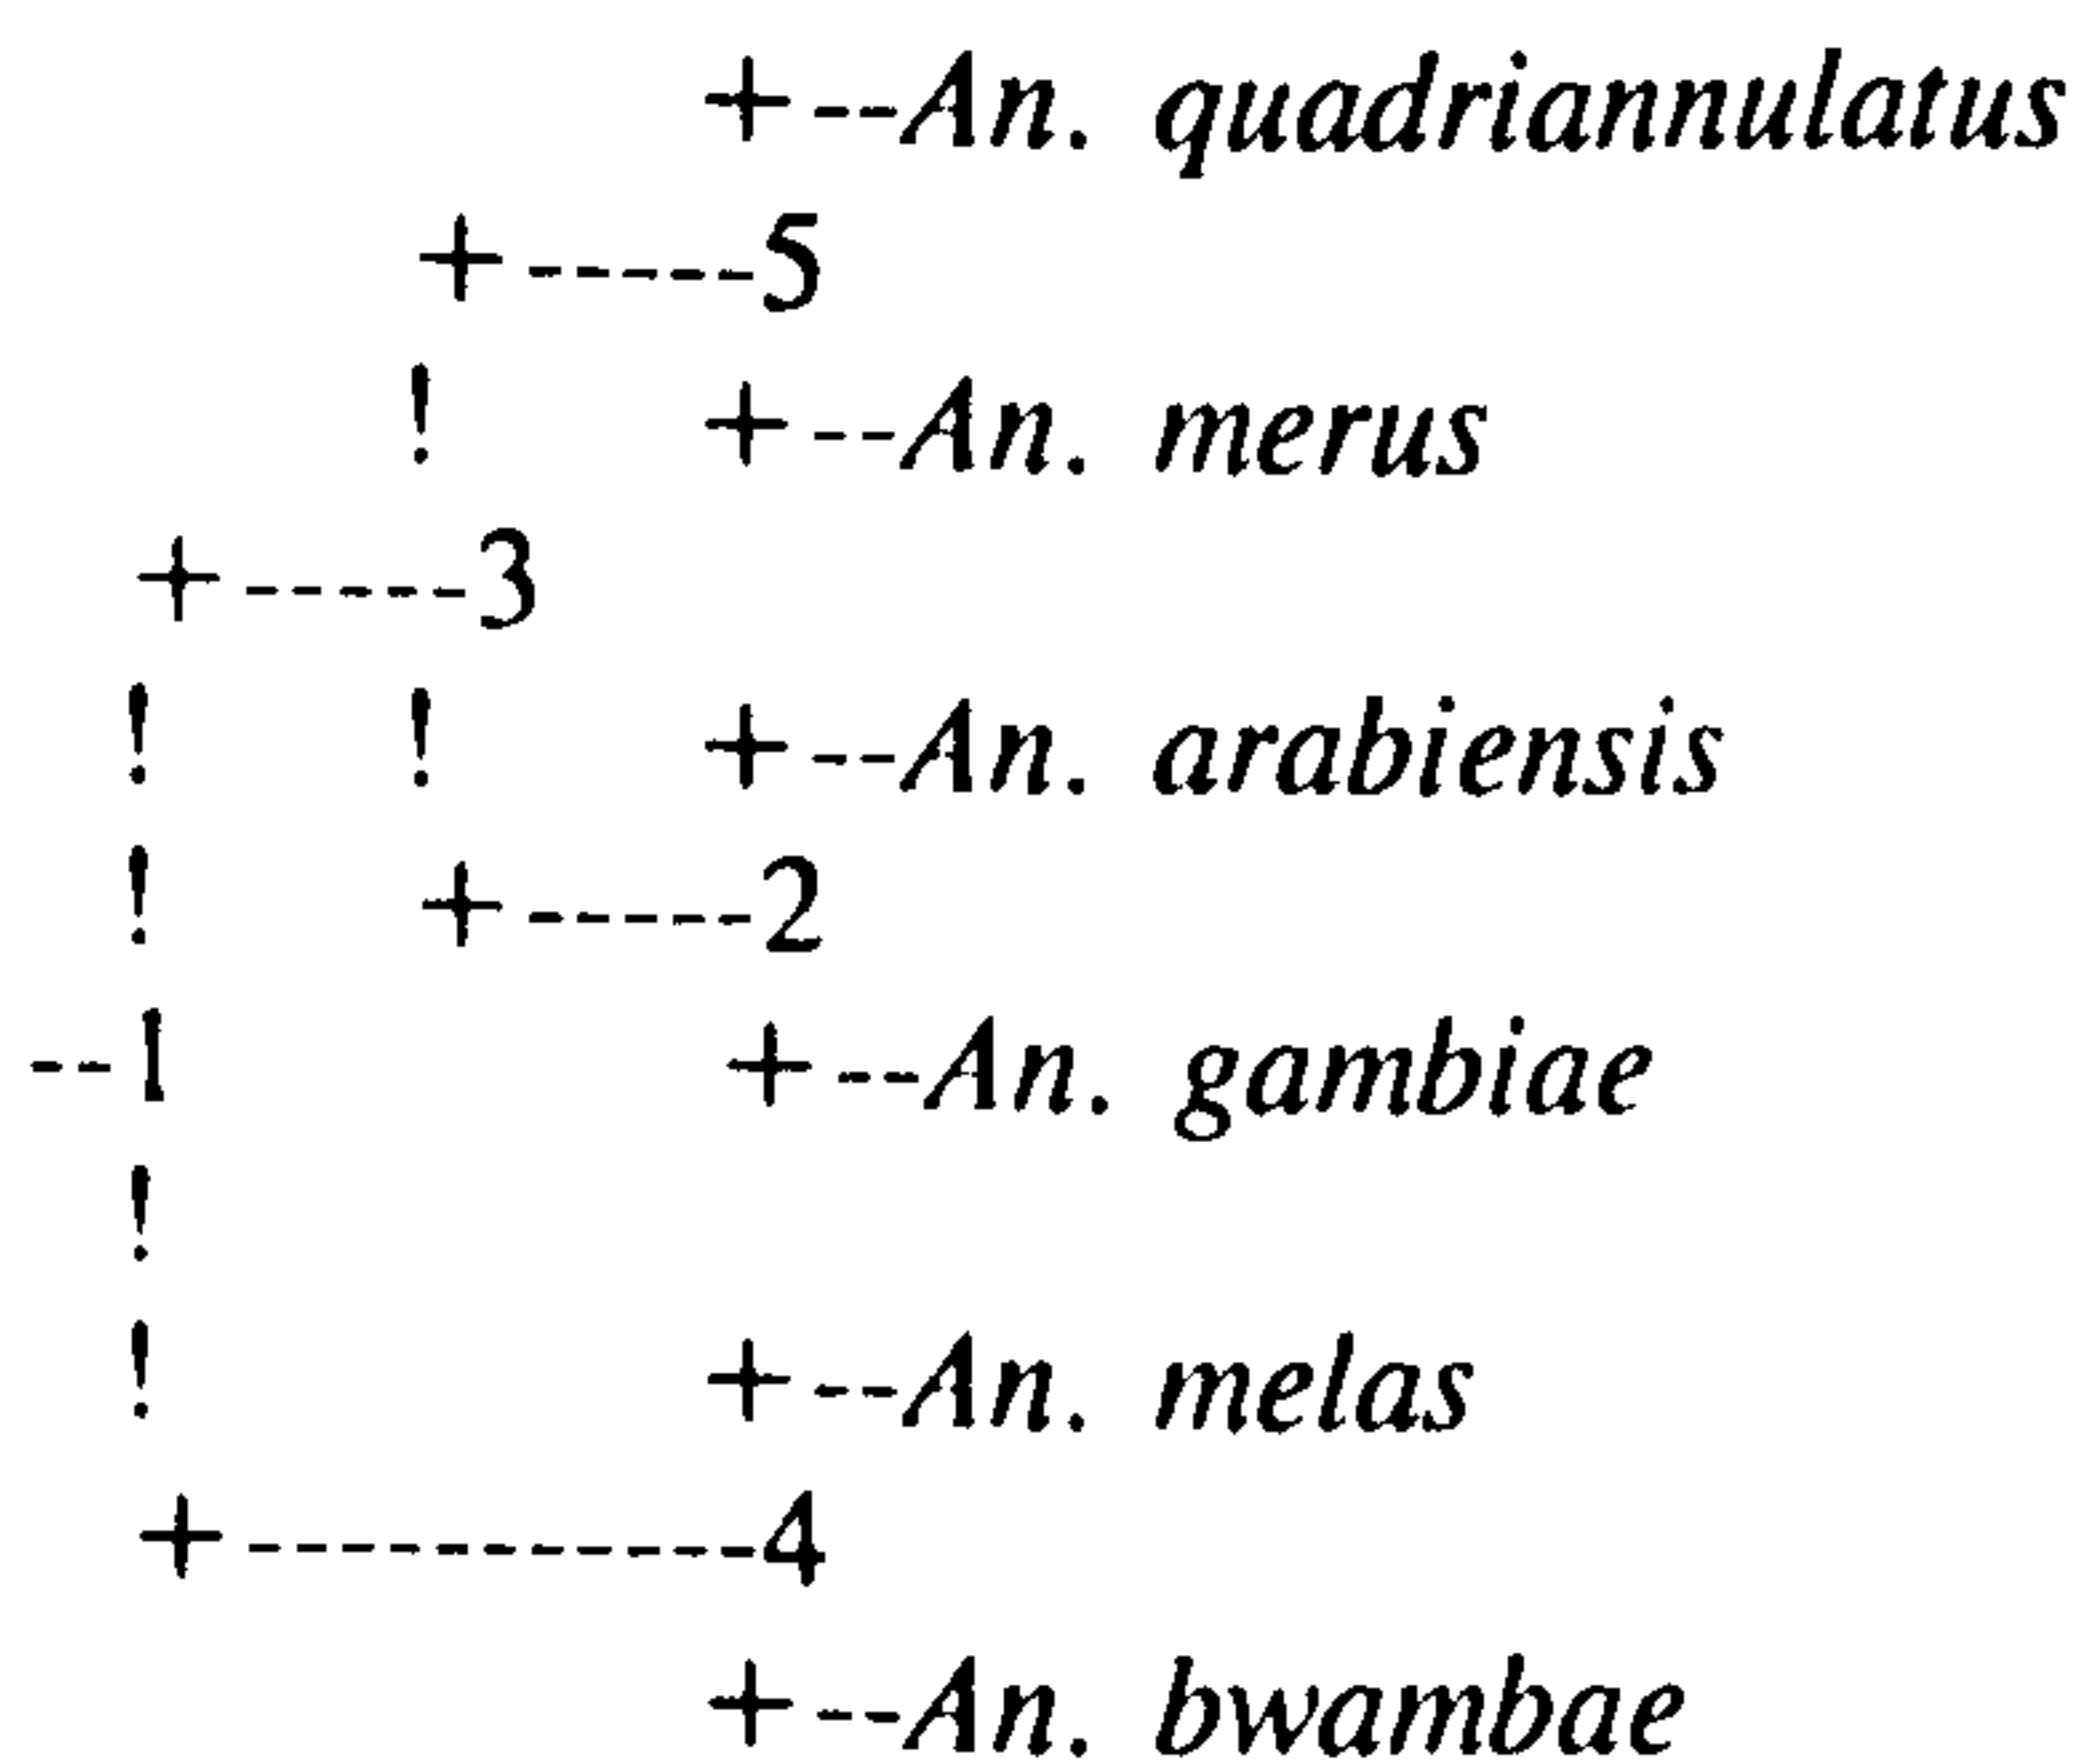 +--An. quadriannulatus
+-----5
! +--An. merus
+-----3
! ! +--An. arabiensis
! +-----2
--1 +--An. gambiae
!
! +--An. melas
+-----------4
+--An. bwambae